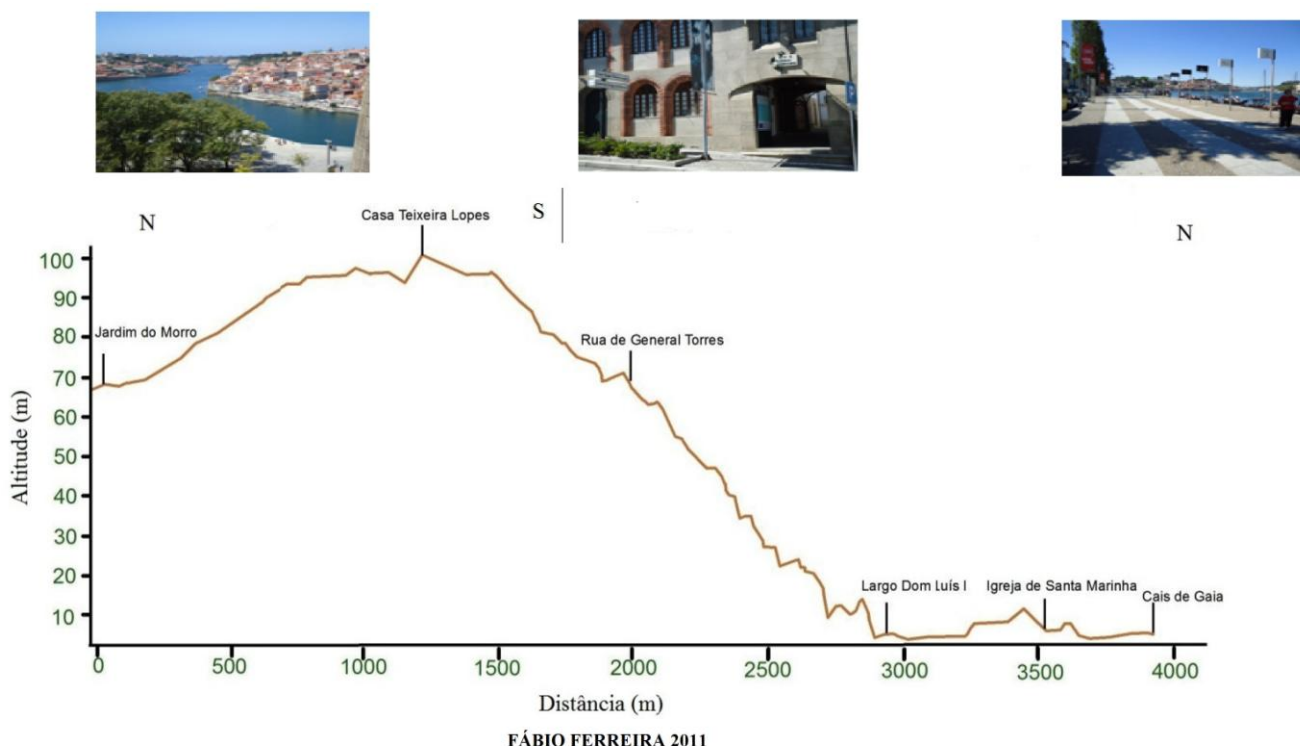 N
Casa Teixeira Lopes
S
N
100
90
80
70
60
50
40
30
20
10
Altitude (m)
Jardim do Morro
Rua de General Torres
Largo Dom Luís I
Igreja de Santa Marinha
Cais de Gaia
0 500 1000 1500 2000 2500 3000 3500 4000
Distância (m)
FÁBIO FERREIRA 2011